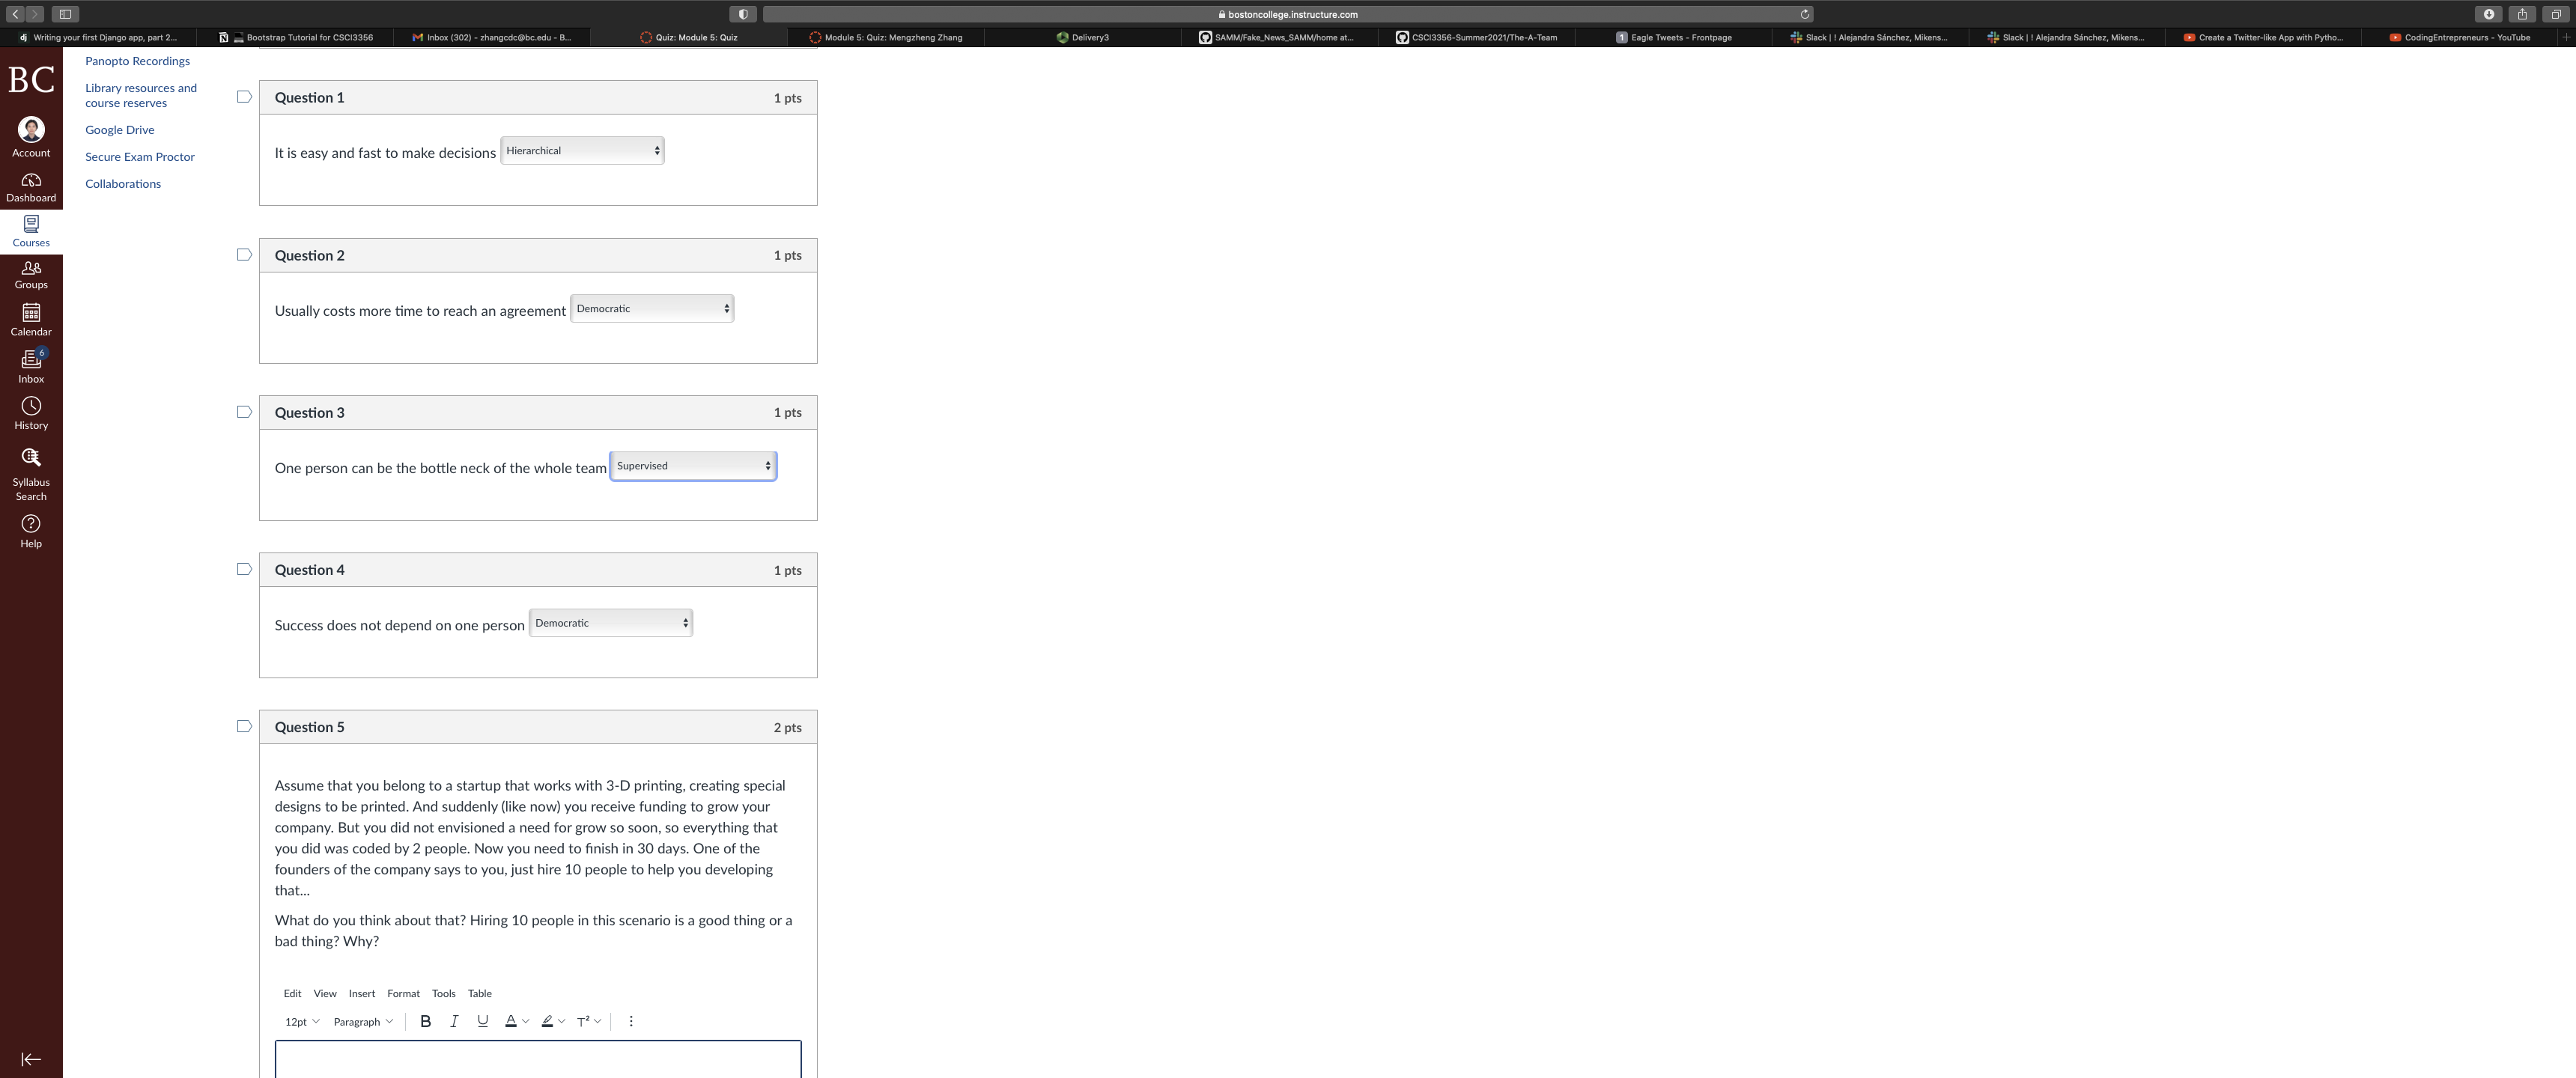 bostoncollege.instructure.com
dj Writing your first Django app, part 2...
Bootstrap Tutorial for CSCI3356
Inbox (302) - zhangcdc@bc.edu - B...
Quiz: Module 5: Quiz
Module 5: Quiz: Mengzheng Zhang
Delivery3
SAMM/Fake_News_SAMM/home at...
CSCI3356-Summer2021/The-A-Team
1 Eagle Tweets - Frontpage
Slack | ! Alejandra Sánchez, Mikens...
Slack | ! Alejandra Sánchez, Mikens...
Create a Twitter-like App with Pytho...
CodingEntrepreneurs - YouTube
BC
Account
Dashboard
Courses
Groups
Calendar
6
Inbox
History
Syllabus
Search
Help
Panopto Recordings
Library resources and
course reserves
Google Drive
Secure Exam Proctor
Collaborations
Question 1 1 pts
It is easy and fast to make decisions Hierarchical
Question 2 1 pts
Usually costs more time to reach an agreement Democratic
Question 3 1 pts
One person can be the bottle neck of the whole team Supervised
Question 4 1 pts
Success does not depend on one person Democratic
Question 5 2 pts
Assume that you belong to a startup that works with 3-D printing, creating special
designs to be printed. And suddenly (like now) you receive funding to grow your
company. But you did not envisioned a need for grow so soon, so everything that
you did was coded by 2 people. Now you need to finish in 30 days. One of the
founders of the company says to you, just hire 10 people to help you developing
that...
What do you think about that? Hiring 10 people in this scenario is a good thing or a
bad thing? Why?
Edit View Insert Format Tools Table
12pt Paragraph B I U A T²